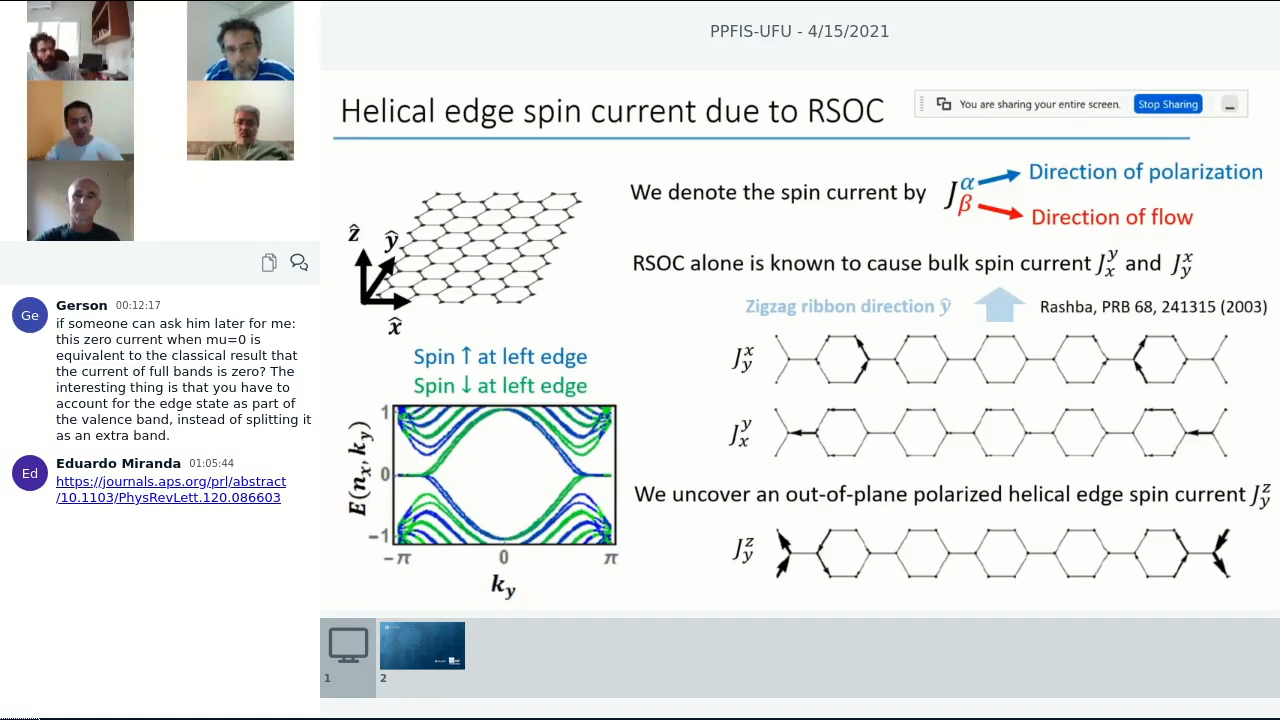 PPFIS-UFU - 4/15/2021
Helical edge spin current due to RSOC
You are sharing your entire screen.
Stop Sharing
We denote the spin current by J^α_β
Direction of polarization
Direction of flow
ẑ
ŷ
x̂
RSOC alone is known to cause bulk spin current J^y_x and J^x_y
Zigzag ribbon direction ŷ
Rashba, PRB 68, 241315 (2003)
Spin ↑ at left edge
Spin ↓ at left edge
J^x_y
J^y_x
We uncover an out-of-plane polarized helical edge spin current J^z_y
J^z_y
E(n_x, k_y)
1
0
−1
−π
0
π
k_y
Ge
Gerson 00:12:17
if someone can ask him later for me:
this zero current when mu=0 is
equivalent to the classical result that
the current of full bands is zero? The
interesting thing is that you have to
account for the edge state as part of
the valence band, instead of splitting it
as an extra band.
Ed
Eduardo Miranda 01:05:44
https://journals.aps.org/prl/abstract
/10.1103/PhysRevLett.120.086603
1
2